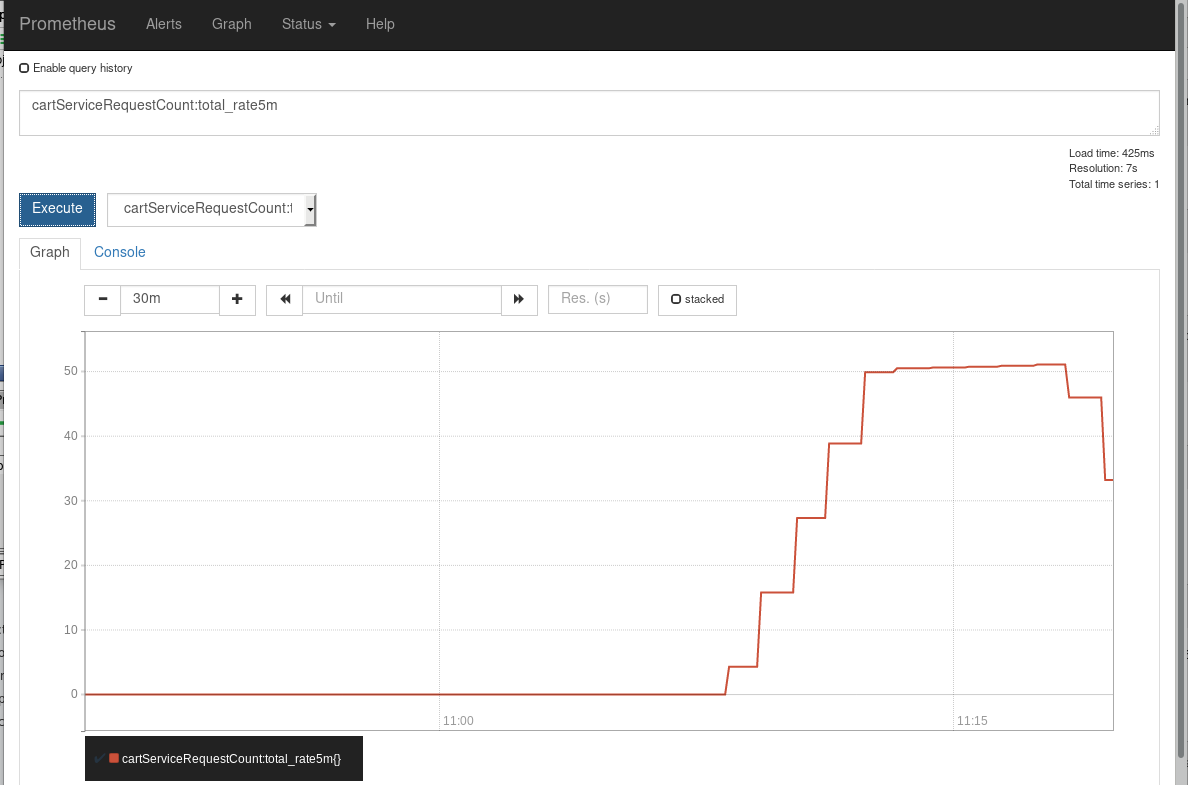 Prometheus Alerts Graph Status Help
Enable query history
cartServiceRequestCount:total_rate5m
Load time: 425ms
Resolution: 7s
Total time series: 1
Execute cartServiceRequestCount:t
Graph Console
30m Until Res. (s) stacked
50
40
30
20
10
0
11:00 11:15
cartServiceRequestCount:total_rate5m{}